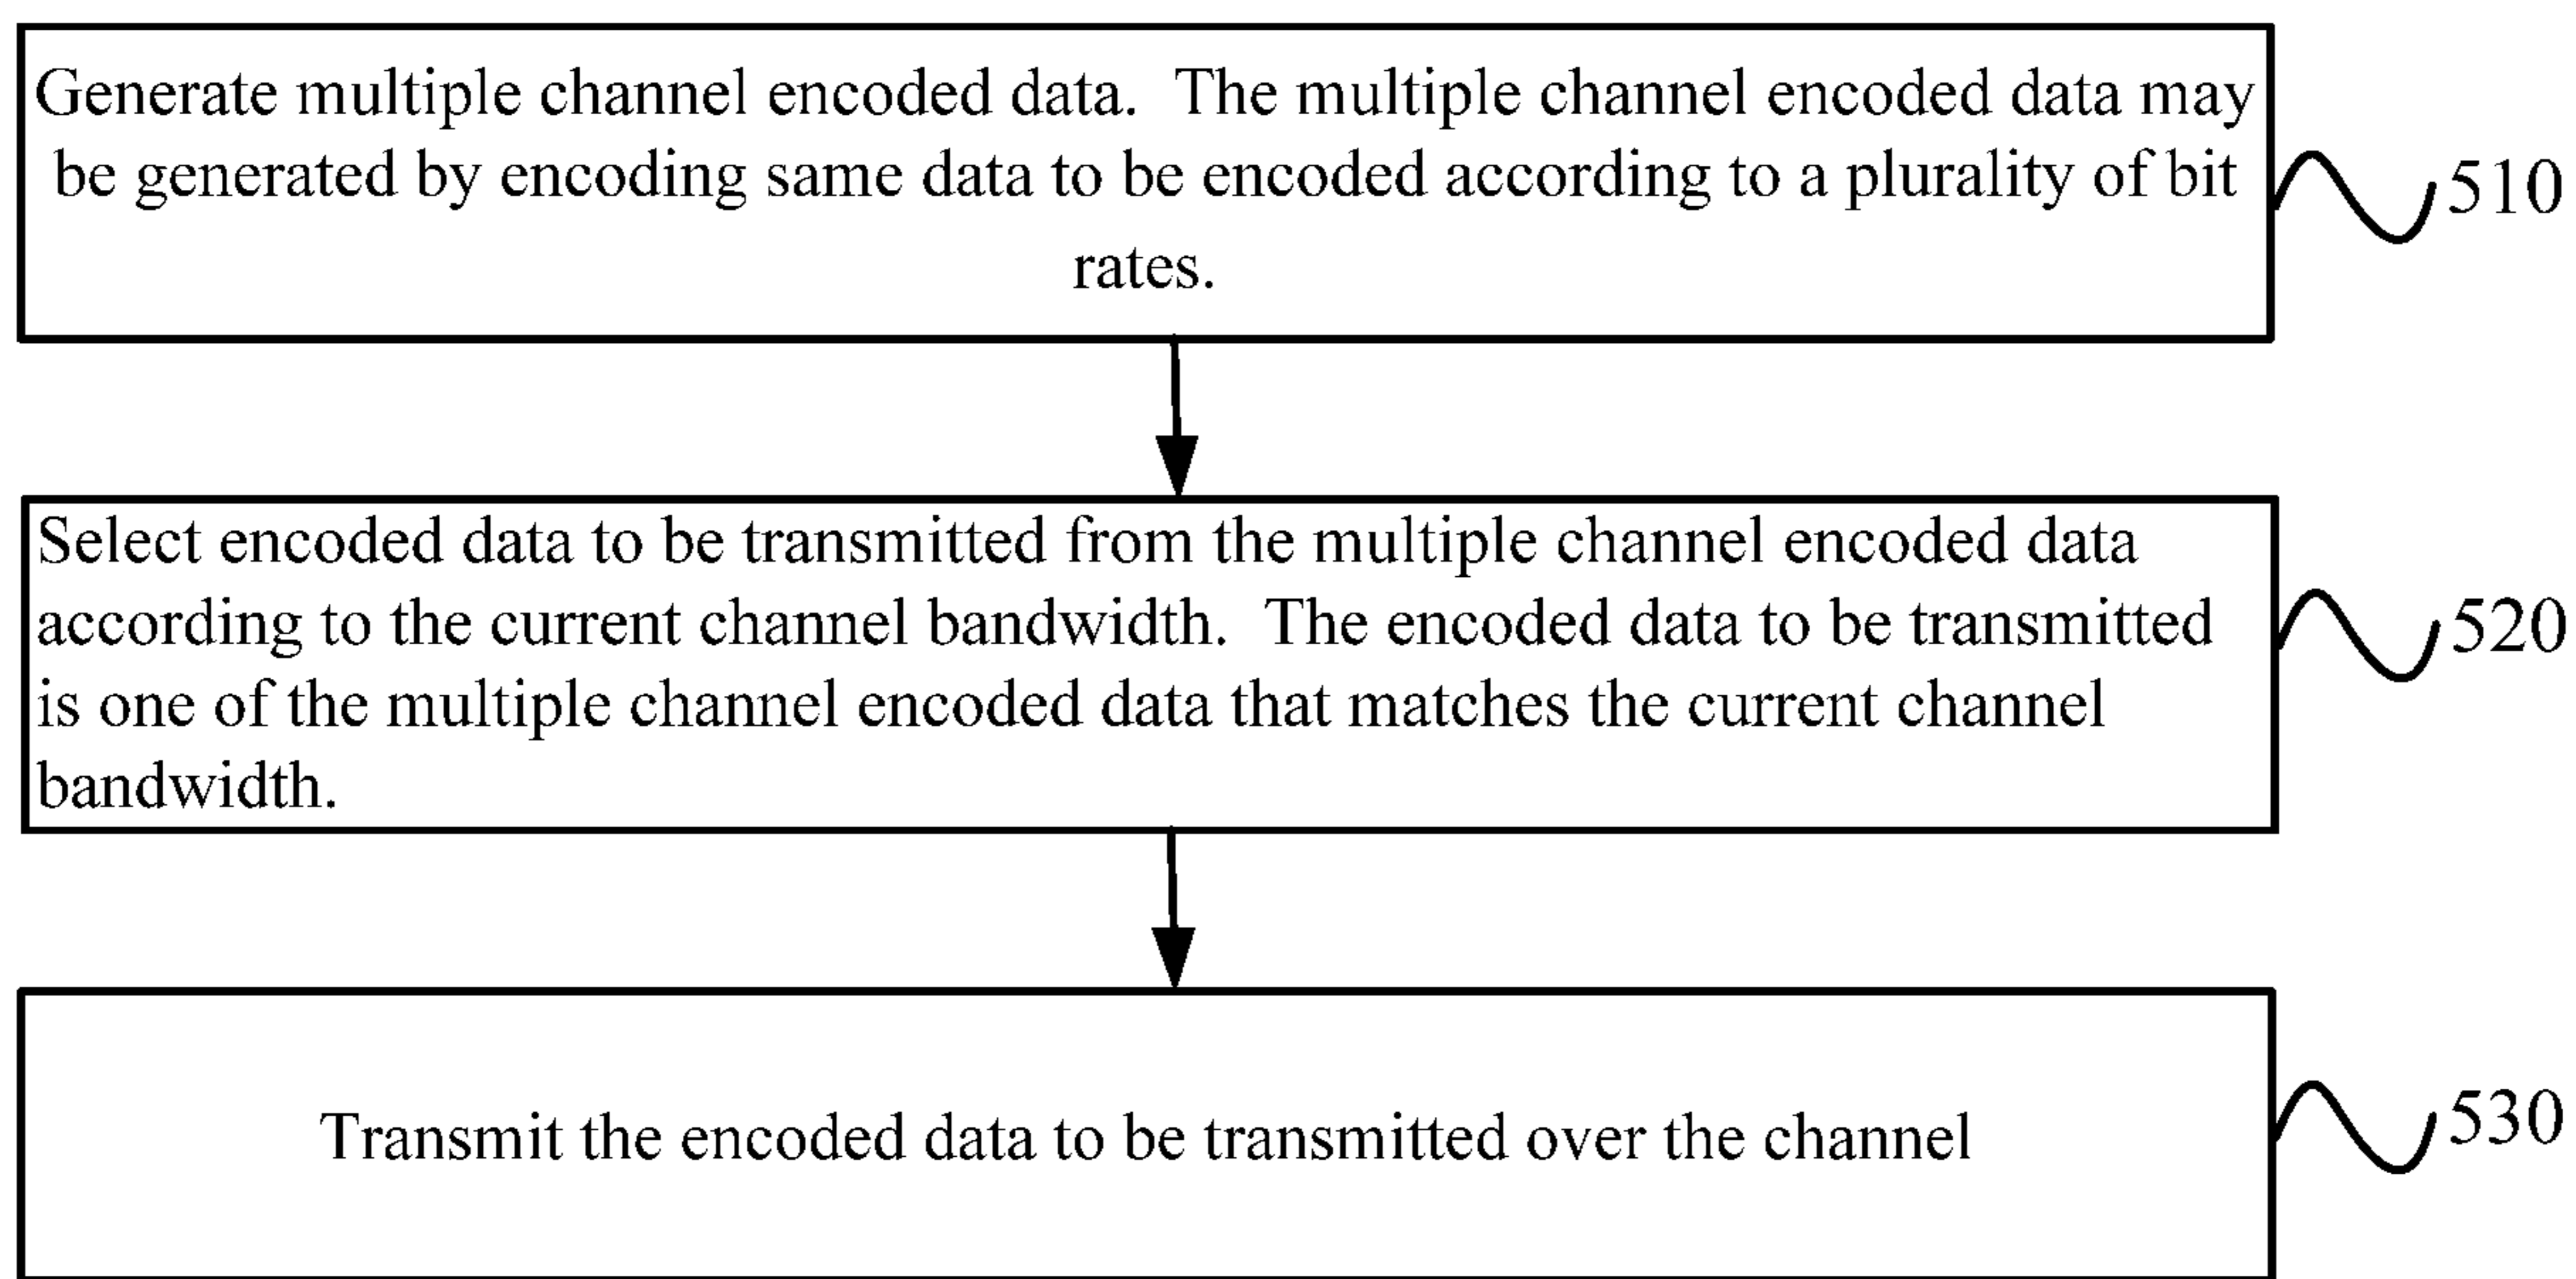 Generate multiple channel encoded data.  The multiple channel encoded data may
be generated by encoding same data to be encoded according to a plurality of bit
rates.
510
Select encoded data to be transmitted from the multiple channel encoded data
according to the current channel bandwidth.  The encoded data to be transmitted
is one of the multiple channel encoded data that matches the current channel
bandwidth.
520
Transmit the encoded data to be transmitted over the channel
530